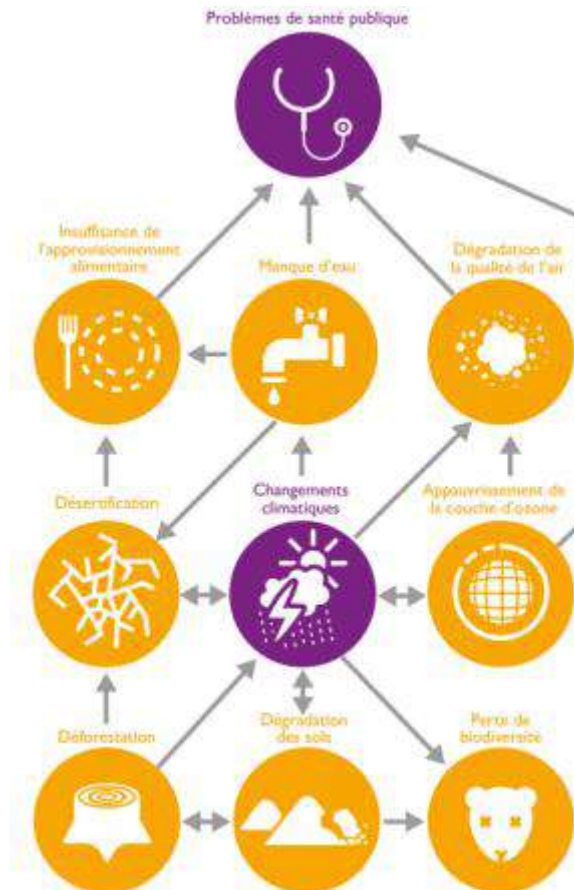 Problèmes de santé publique
Insuffisance de
l'approvisionnement
alimentaire
Manque d'eau
Dégradation de
la qualité de l'air
Désertification
Changements
climatiques
Appauvrissement de
la couche d'ozone
Déforestation
Dégradation
des sols
Perte de
biodiversité